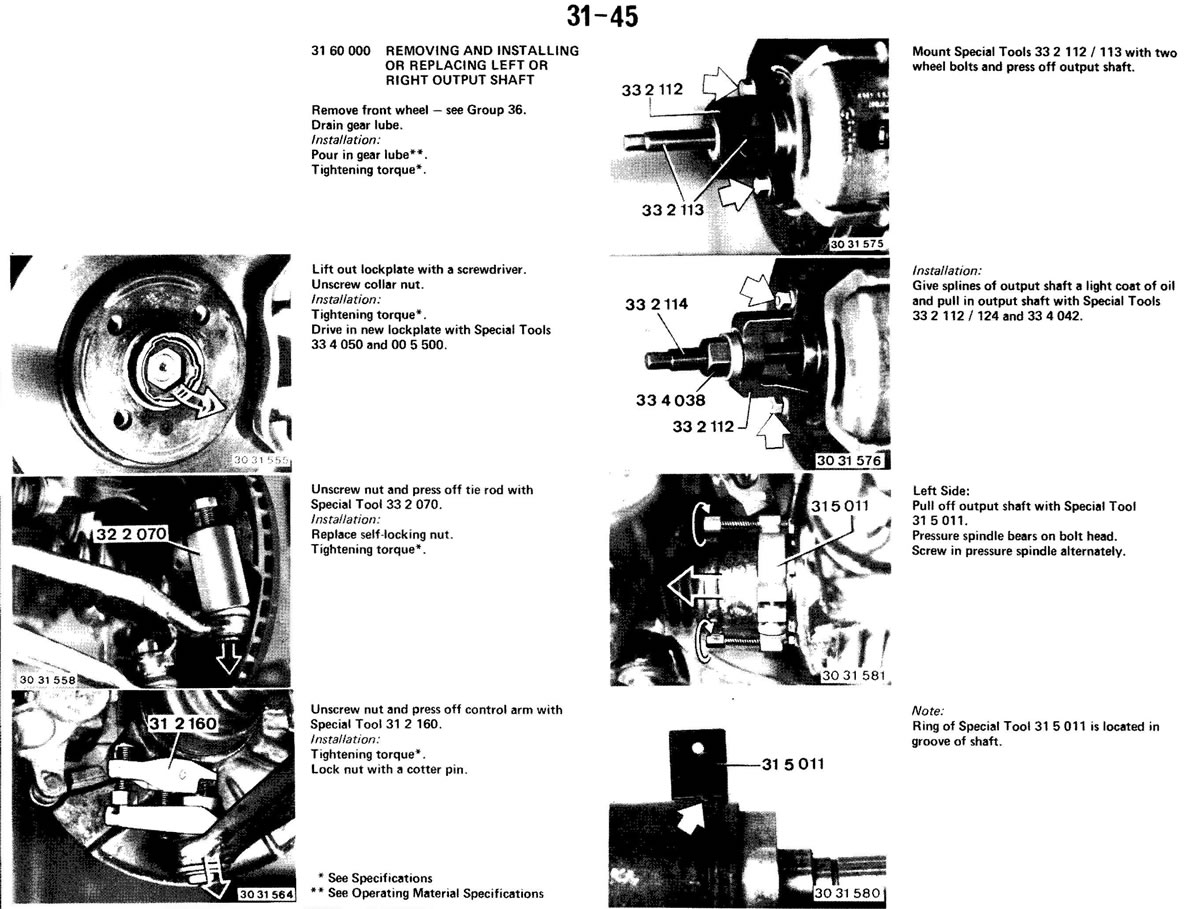 31-45
31 60 000 REMOVING AND INSTALLING
OR REPLACING LEFT OR
RIGHT OUTPUT SHAFT
Remove front wheel — see Group 36.
Drain gear lube.
Installation:
Pour in gear lube**.
Tightening torque*.
Lift out lockplate with a screwdriver.
Unscrew collar nut.
Installation:
Tightening torque*.
Drive in new lockplate with Special Tools
33 4 050 and 00 5 500.
30 31 555
Unscrew nut and press off tie rod with
Special Tool 33 2 070.
Installation:
Replace self-locking nut.
Tightening torque*.
32 2 070
30 31 558
Unscrew nut and press off control arm with
Special Tool 31 2 160.
Installation:
Tightening torque*.
Lock nut with a cotter pin.
31 2 160
30 31 564
* See Specifications
** See Operating Material Specifications
33 2 112
33 2 113
30 31 575
Mount Special Tools 33 2 112 / 113 with two
wheel bolts and press off output shaft.
33 2 114
33 4 038
33 2 112
30 31 576
Installation:
Give splines of output shaft a light coat of oil
and pull in output shaft with Special Tools
33 2 112 / 124 and 33 4 042.
31 5 011
30 31 581
Left Side:
Pull off output shaft with Special Tool
31 5 011.
Pressure spindle bears on bolt head.
Screw in pressure spindle alternately.
31 5 011
30 31 580
Note:
Ring of Special Tool 31 5 011 is located in
groove of shaft.